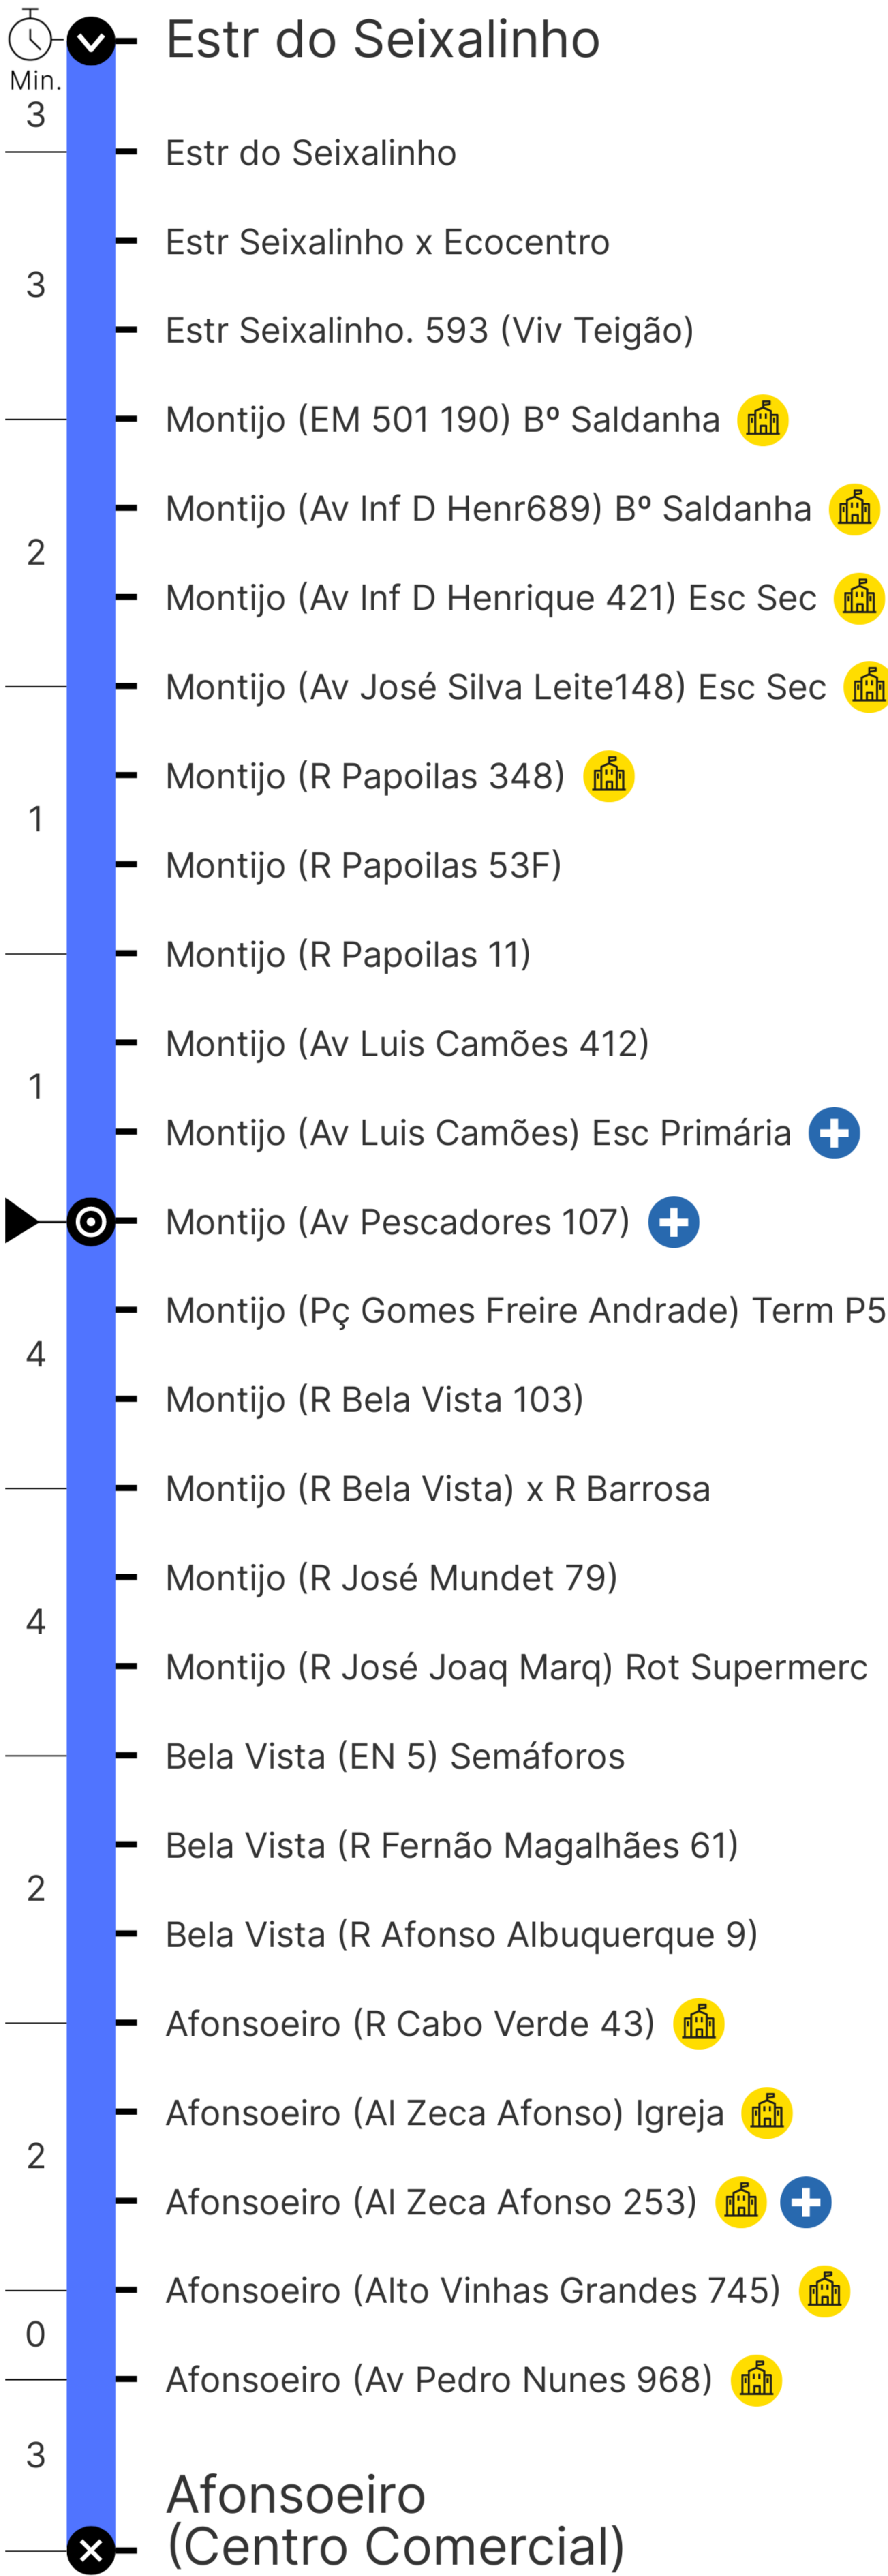 Estr do Seixalinho
Min.
3
Estr do Seixalinho
Estr Seixalinho x Ecocentro
3
Estr Seixalinho. 593 (Viv Teigão)
Montijo (EM 501 190) Bº Saldanha
Montijo (Av Inf D Henr689) Bº Saldanha
2
Montijo (Av Inf D Henrique 421) Esc Sec
Montijo (Av José Silva Leite148) Esc Sec
Montijo (R Papoilas 348)
1
Montijo (R Papoilas 53F)
Montijo (R Papoilas 11)
Montijo (Av Luis Camões 412)
1
Montijo (Av Luis Camões) Esc Primária
Montijo (Av Pescadores 107)
Montijo (Pç Gomes Freire Andrade) Term P5
4
Montijo (R Bela Vista 103)
Montijo (R Bela Vista) x R Barrosa
Montijo (R José Mundet 79)
4
Montijo (R José Joaq Marq) Rot Supermerc
Bela Vista (EN 5) Semáforos
Bela Vista (R Fernão Magalhães 61)
2
Bela Vista (R Afonso Albuquerque 9)
Afonsoeiro (R Cabo Verde 43)
Afonsoeiro (Al Zeca Afonso) Igreja
2
Afonsoeiro (Al Zeca Afonso 253)
Afonsoeiro (Alto Vinhas Grandes 745)
0
Afonsoeiro (Av Pedro Nunes 968)
3
Afonsoeiro
(Centro Comercial)